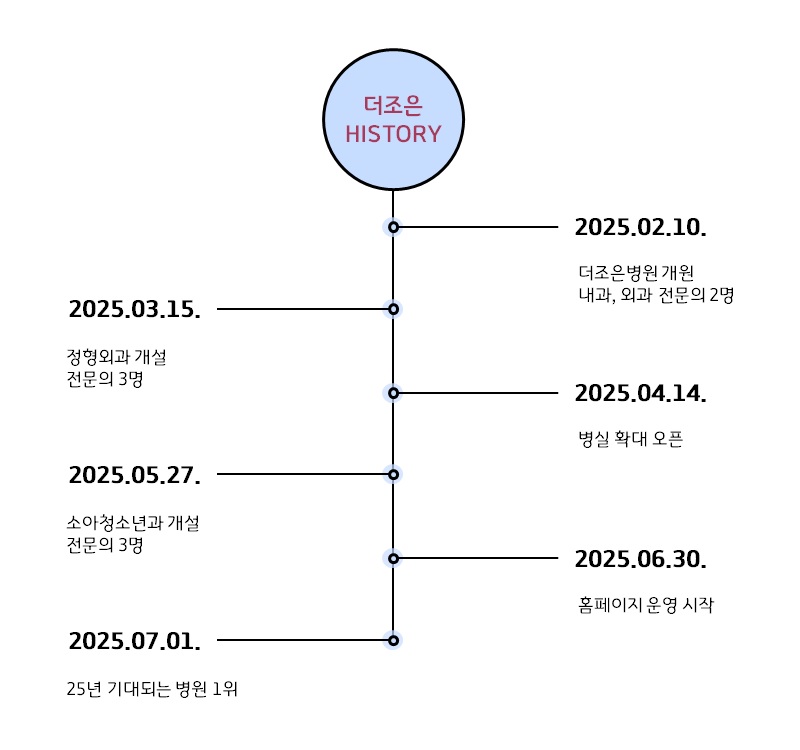 더조은
HISTORY
2025.02.10.
더조은병원 개원
내과, 외과 전문의 2명
2025.03.15.
정형외과 개설
전문의 3명
2025.04.14.
병실 확대 오픈
2025.05.27.
소아청소년과 개설
전문의 3명
2025.06.30.
홈페이지 운영 시작
2025.07.01.
25년 기대되는 병원 1위